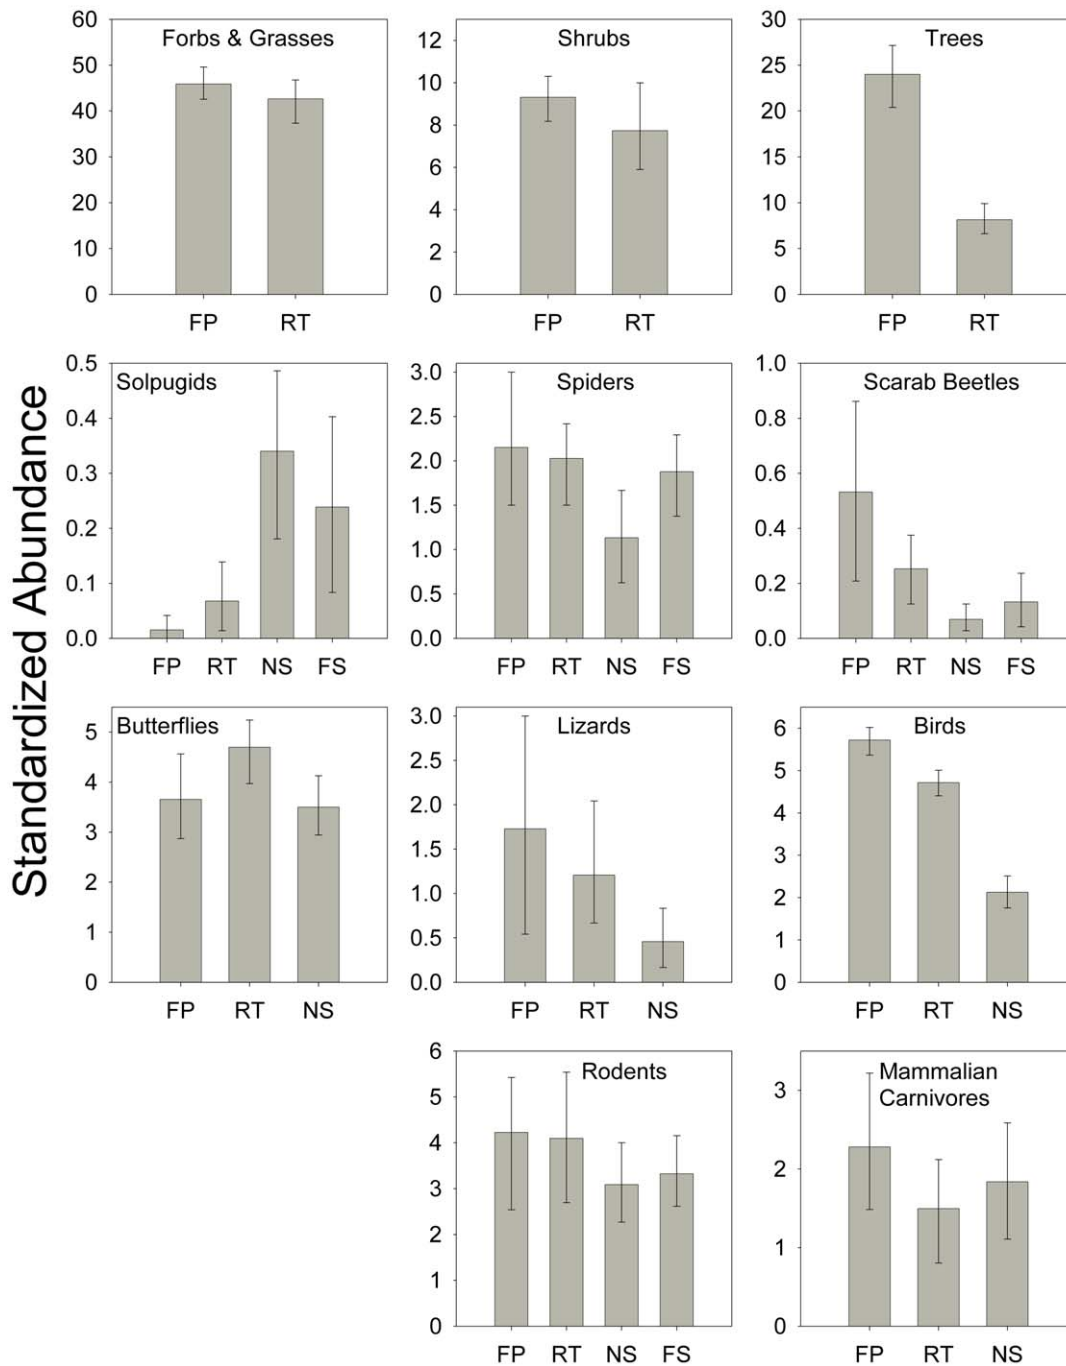 Standardized Abundance
Forbs & Grasses
60
50
40
30
20
10
0
FP RT
Shrubs
12
10
8
6
4
2
0
FP RT
Trees
30
25
20
15
10
5
0
FP RT
Solpugids
0.5
0.4
0.3
0.2
0.1
0.0
FP RT NS FS
Spiders
3.0
2.5
2.0
1.5
1.0
0.5
0.0
FP RT NS FS
Scarab Beetles
1.0
0.8
0.6
0.4
0.2
0.0
FP RT NS FS
Butterflies
5
4
3
2
1
0
FP RT NS
Lizards
3.0
2.5
2.0
1.5
1.0
0.5
0.0
FP RT NS
Birds
6
5
4
3
2
1
0
FP RT NS
Rodents
6
5
4
3
2
1
0
FP RT NS FS
Mammalian
Carnivores
3
2
1
0
FP RT NS